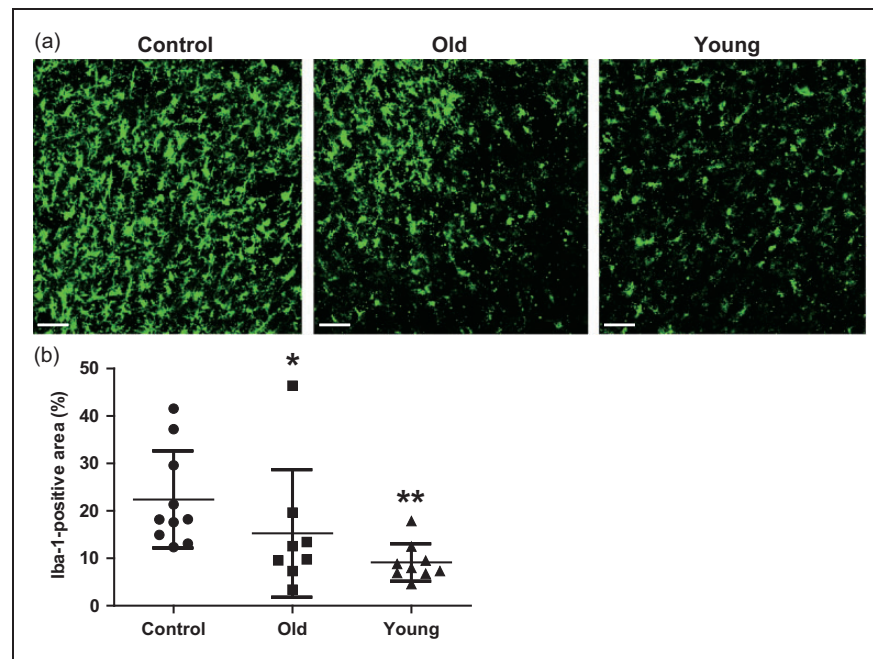 (a)
Control Old Young
(b)
Iba-1-positive area (%)
50
40
30
20
10
0
*
**
Control Old Young